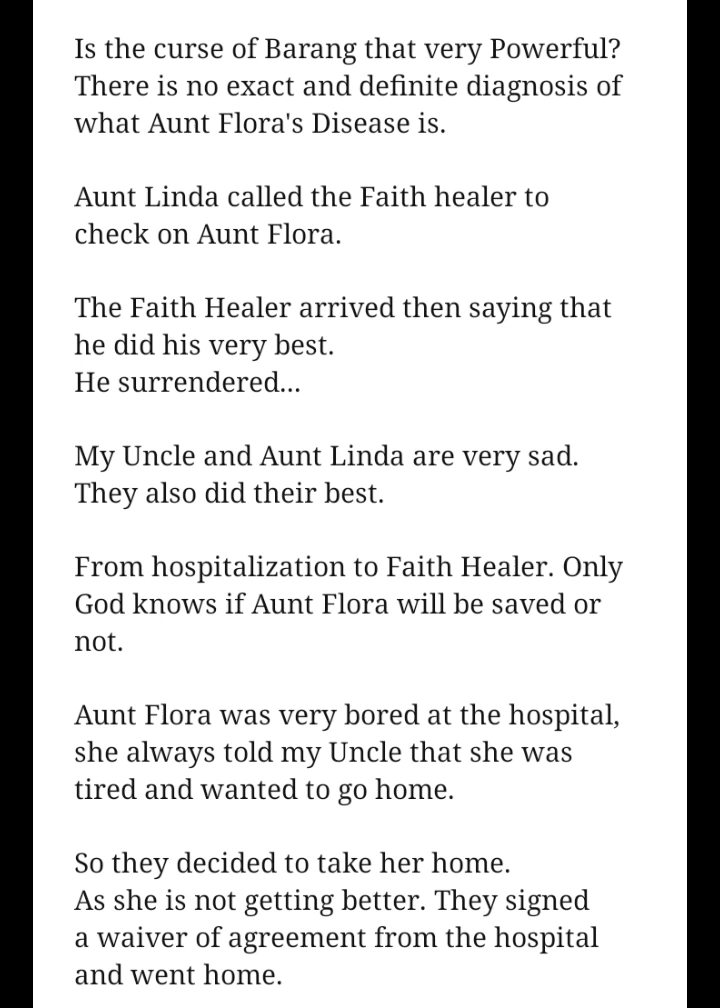 Is the curse of Barang that very Powerful?
There is no exact and definite diagnosis of
what Aunt Flora's Disease is.
Aunt Linda called the Faith healer to
check on Aunt Flora.
The Faith Healer arrived then saying that
he did his very best.
He surrendered...
My Uncle and Aunt Linda are very sad.
They also did their best.
From hospitalization to Faith Healer. Only
God knows if Aunt Flora will be saved or
not.
Aunt Flora was very bored at the hospital,
she always told my Uncle that she was
tired and wanted to go home.
So they decided to take her home.
As she is not getting better. They signed
a waiver of agreement from the hospital
and went home.